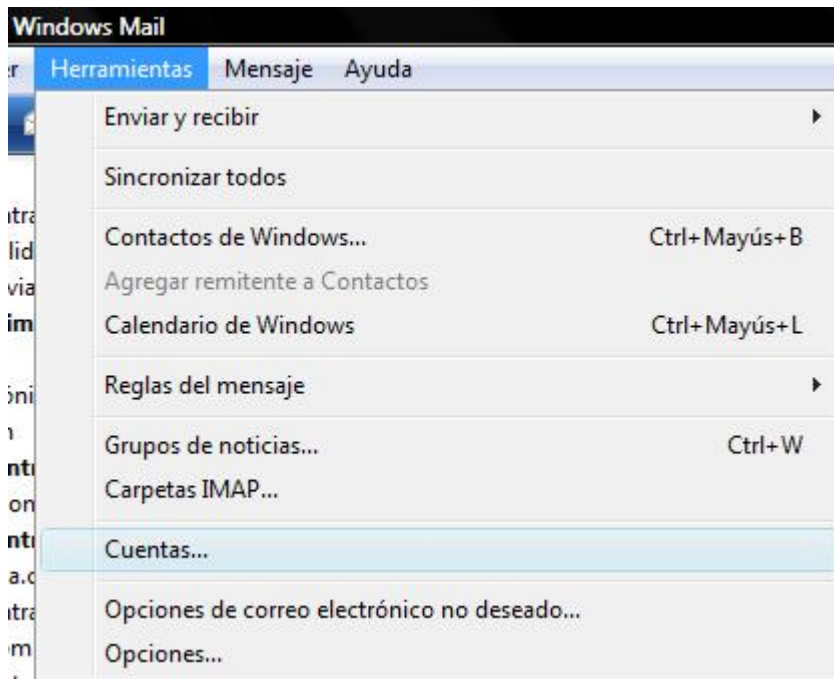 Windows Mail
Herramientas Mensaje Ayuda
Enviar y recibir
Sincronizar todos
Contactos de Windows... Ctrl+Mayús+B
Agregar remitente a Contactos
Calendario de Windows Ctrl+Mayús+L
Reglas del mensaje
Grupos de noticias... Ctrl+W
Carpetas IMAP...
Cuentas...
Opciones de correo electrónico no deseado...
Opciones...